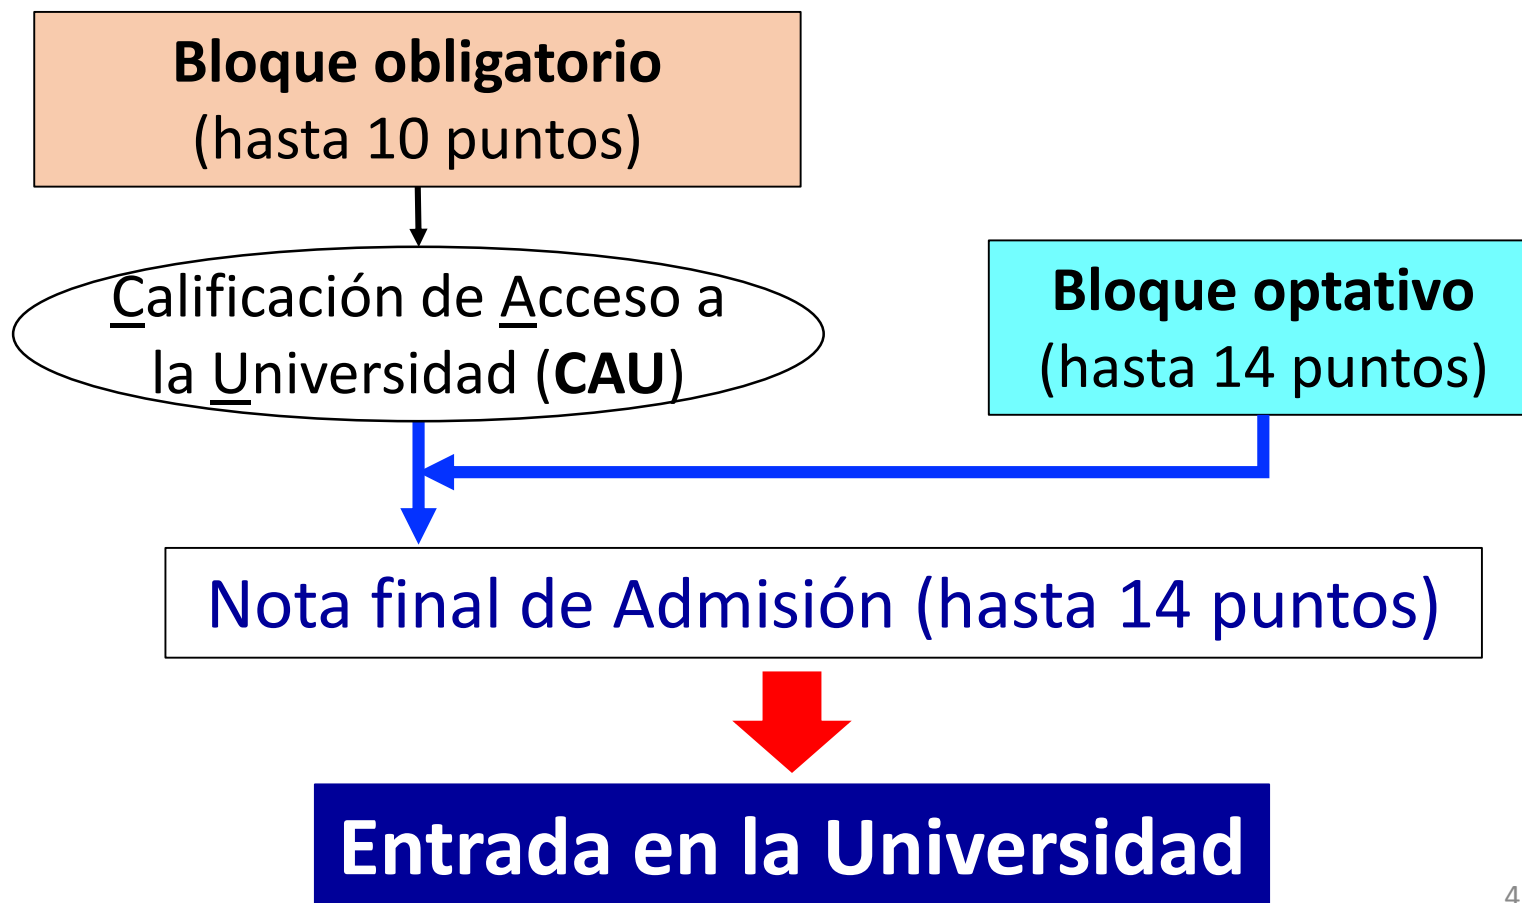 Bloque obligatorio
(hasta 10 puntos)
Calificación de Acceso a
la Universidad (CAU)
Bloque optativo
(hasta 14 puntos)
Nota final de Admisión (hasta 14 puntos)
Entrada en la Universidad
4